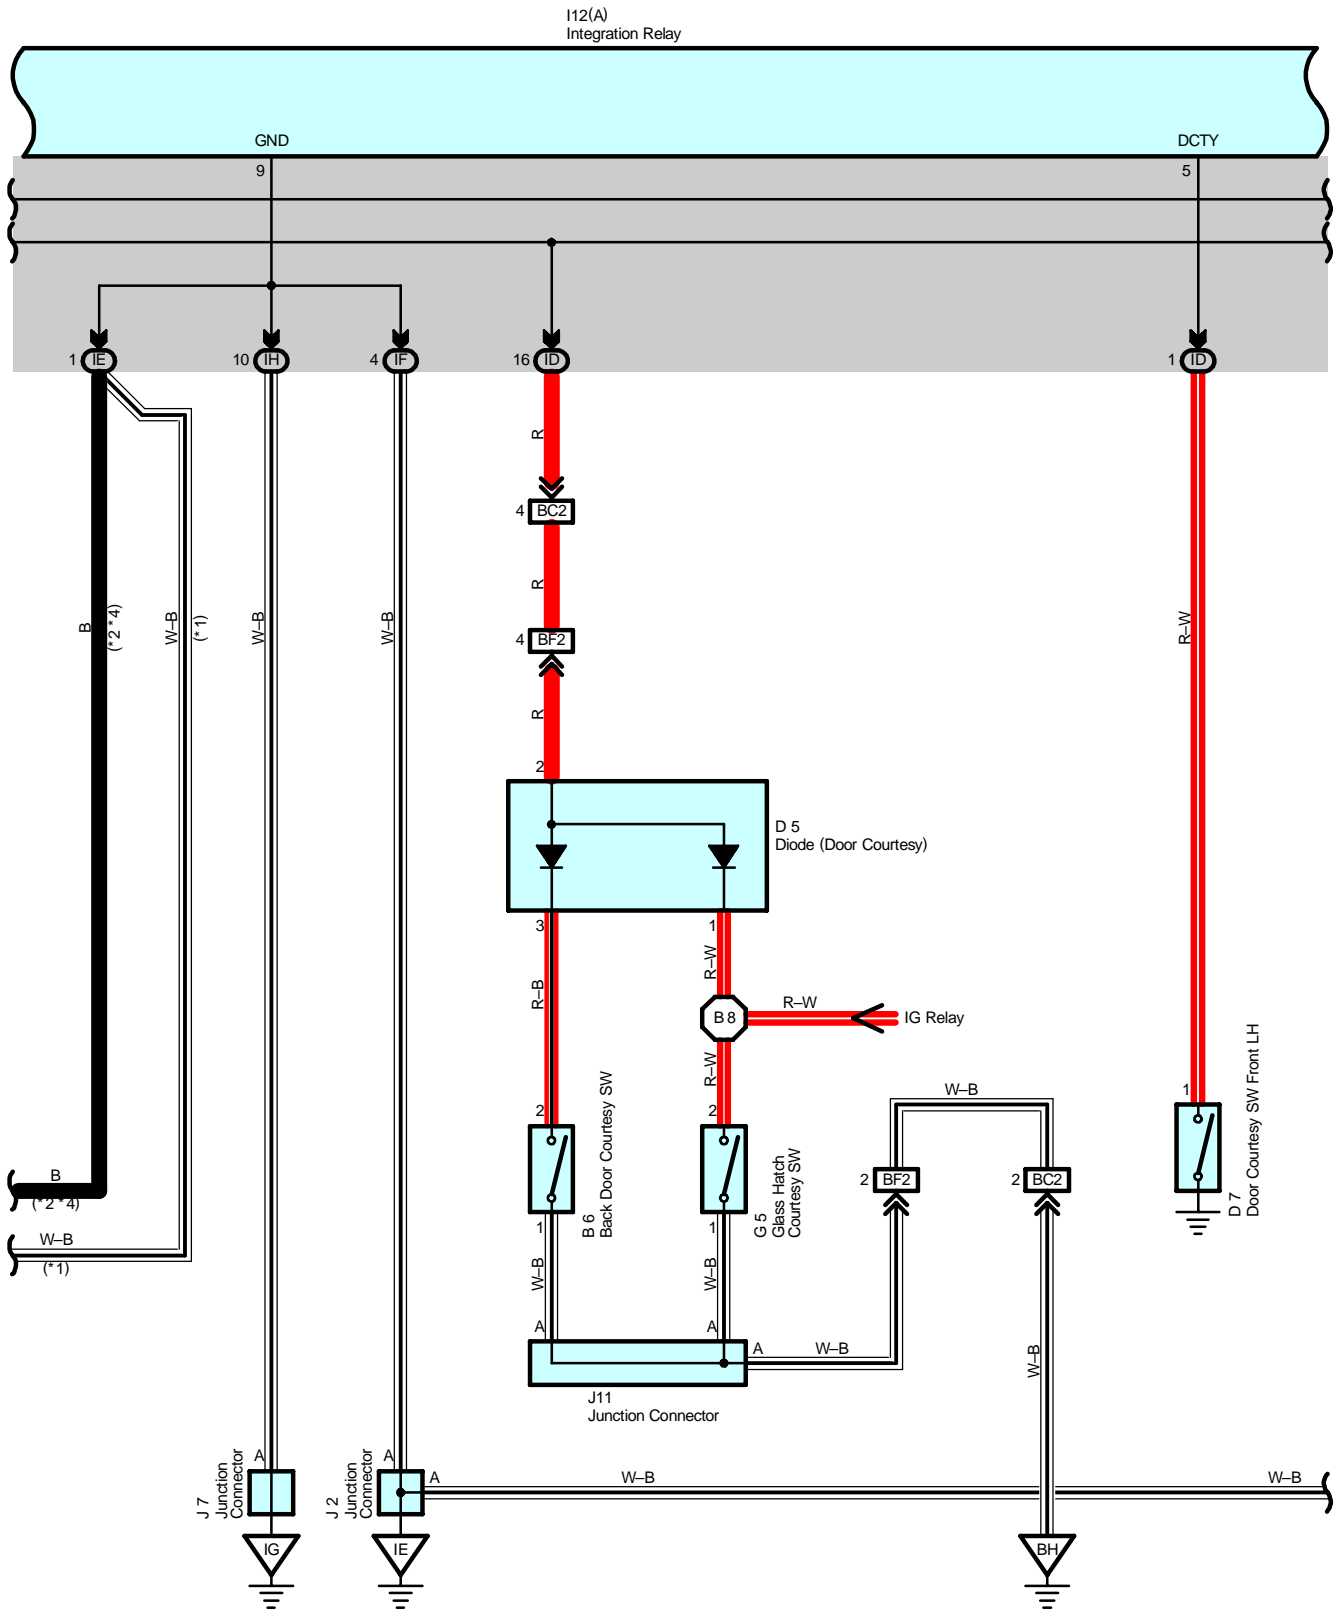 I12(A)
Integration Relay
GND
DCTY
9
5
1 IE
10 IH
4 IF
16 ID
1 ID
R
4 BC2
R
B
(*2 *4)
W–B
(*1)
W–B
W–B
4 BF2
R–W
R
2
D 5
Diode (Door Courtesy)
3
1
R–W
R–B
R–W
B 8
IG Relay
R–W
2
2
W–B
1
B 6
Back Door Courtesy SW
G 5
Glass Hatch
Courtesy SW
2 BF2
2 BC2
D 7
Door Courtesy SW Front LH
B
(*2 *4)
1
1
W–B
(*1)
W–B
W–B
A
A
A
W–B
W–B
J11
Junction Connector
A
J 7
Junction
Connector
A
J 2
Junction
Connector
A
W–B
W–B
IG
IE
BH